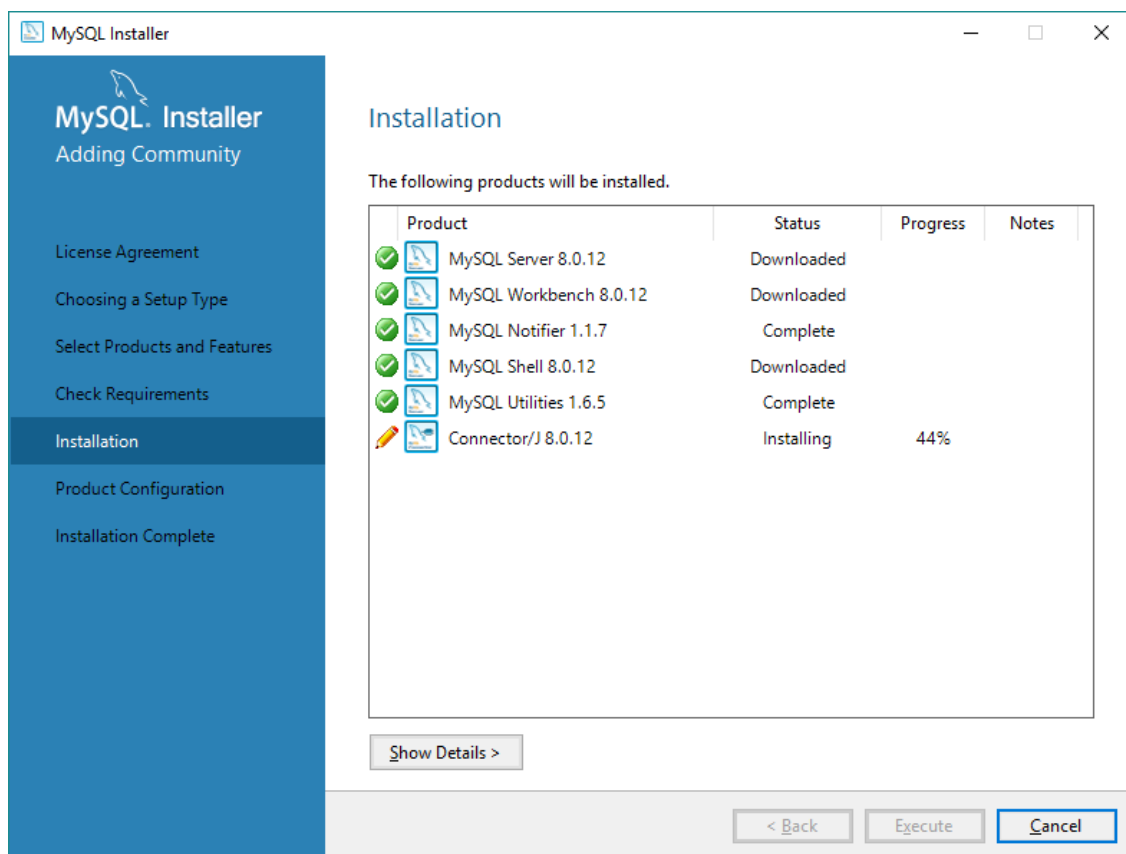 MySQL Installer
MySQL. Installer
Adding Community
License Agreement
Choosing a Setup Type
Select Products and Features
Check Requirements
Installation
Product Configuration
Installation Complete
Installation
The following products will be installed.
Product Status Progress Notes
MySQL Server 8.0.12 Downloaded
MySQL Workbench 8.0.12 Downloaded
MySQL Notifier 1.1.7 Complete
MySQL Shell 8.0.12 Downloaded
MySQL Utilities 1.6.5 Complete
Connector/J 8.0.12 Installing 44%
Show Details >
< Back Execute Cancel